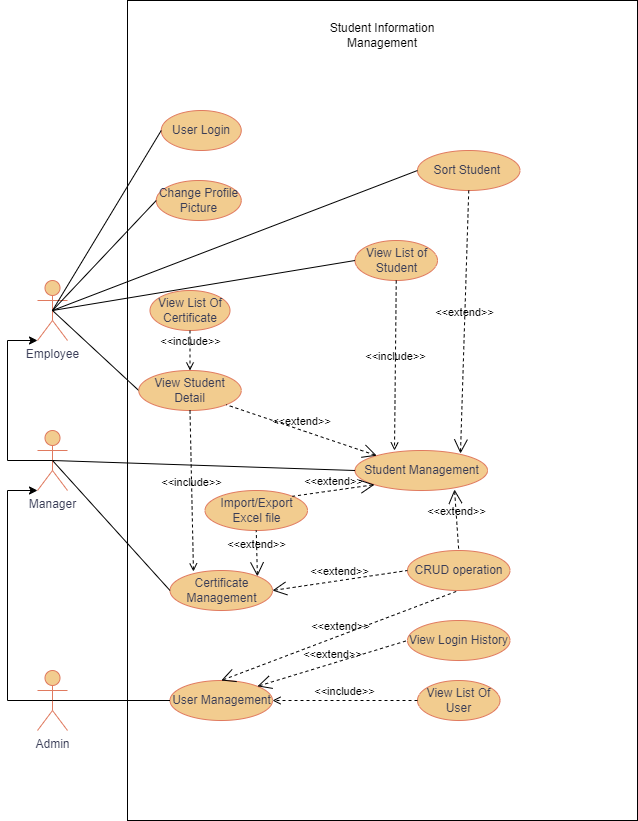 Student Information
Management
User Login
Sort Student
Change Profile
Picture
View List of
Student
View List Of
Certificate
<<extend>>
<<include>>
<<include>>
Employee
View Student
Detail
<<extend>>
Student Management
<<include>>
<<extend>>
Manager
Import/Export
Excel file
<<extend>>
<<extend>>
<<extend>>
CRUD operation
Certificate
Management
<<extend>>
View Login History
<<extend>>
<<include>>
User Management
View List Of
User
Admin